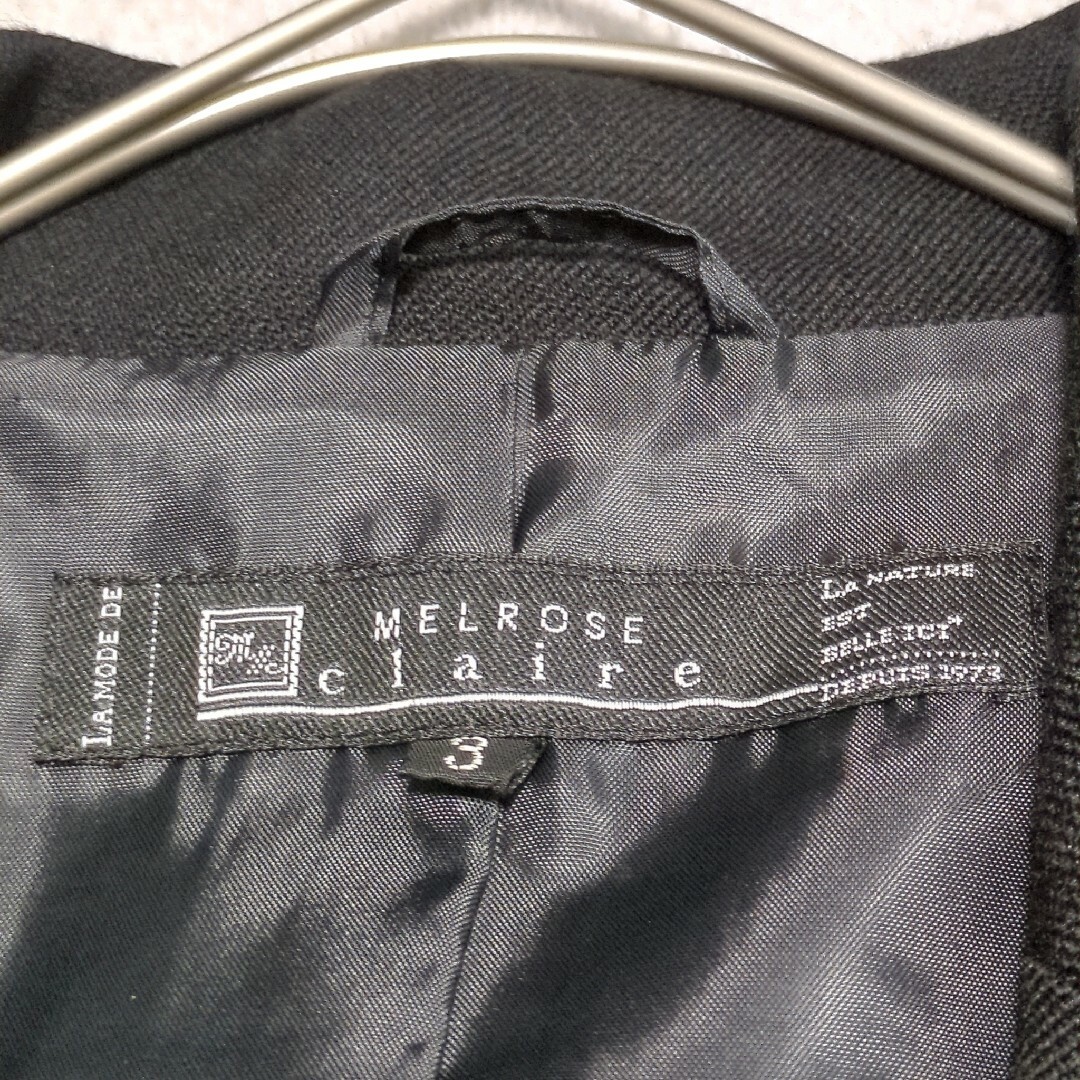 LA MODE DE
MELROSE
claire
LA NATURE
EST
BELLE ICI
DEPUIS 1973
3